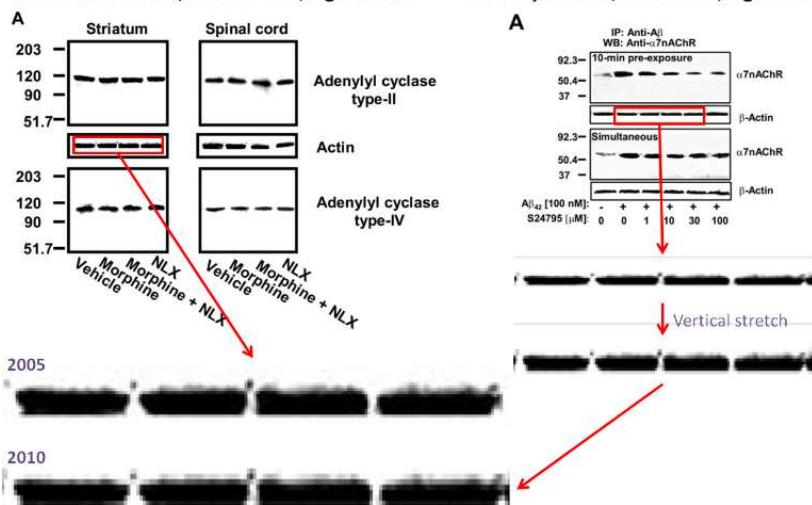 A
Striatum
Spinal cord
203
120
90
51.7
Adenylyl cyclase
type-II
Actin
203
120
90
51.7
Adenylyl cyclase
type-IV
Vehicle
Morphine
Morphine + NLX
NLX
Vehicle
Morphine
Morphine + NLX
NLX
A
IP: Anti-Aβ
WB: Anti-α7nAChR
10-min pre-exposure
92.3
50.4
37
α7nAChR
β-Actin
Simultaneous
92.3
50.4
37
α7nAChR
β-Actin
Aβ42 [100 nM]: - + + + + +
S24795 [µM]: 0 0 1 10 30 100
Vertical stretch
2005
2010